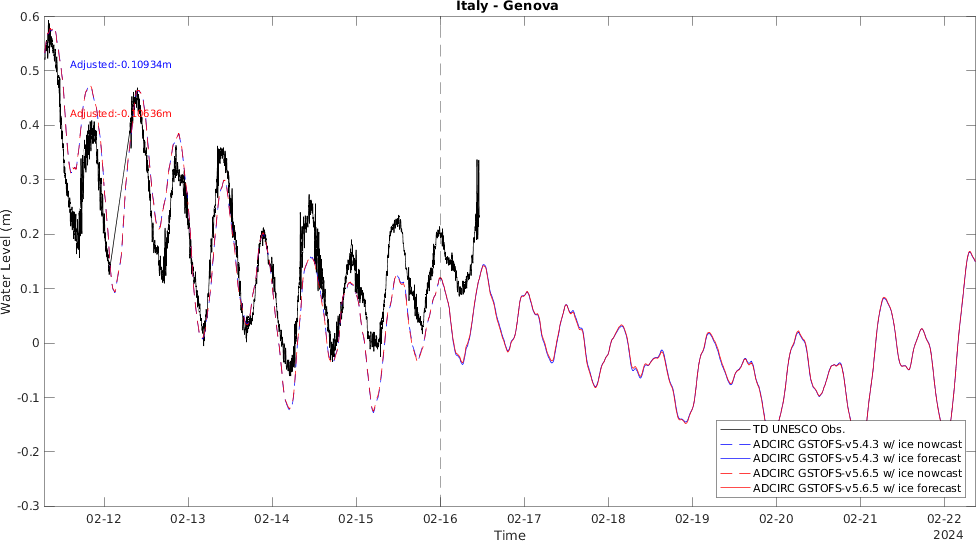 Italy - Genova
Water Level (m)
0.6
0.5
0.4
0.3
0.2
0.1
0
-0.1
-0.2
-0.3
Adjusted:-0.10934m
Adjusted:-0.10636m
TD UNESCO Obs.
ADCIRC GSTOFS-v5.4.3 w/ ice nowcast
ADCIRC GSTOFS-v5.4.3 w/ ice forecast
ADCIRC GSTOFS-v5.6.5 w/ ice nowcast
ADCIRC GSTOFS-v5.6.5 w/ ice forecast
02-12 02-13 02-14 02-15 02-16 02-17 02-18 02-19 02-20 02-21 02-22
Time
2024